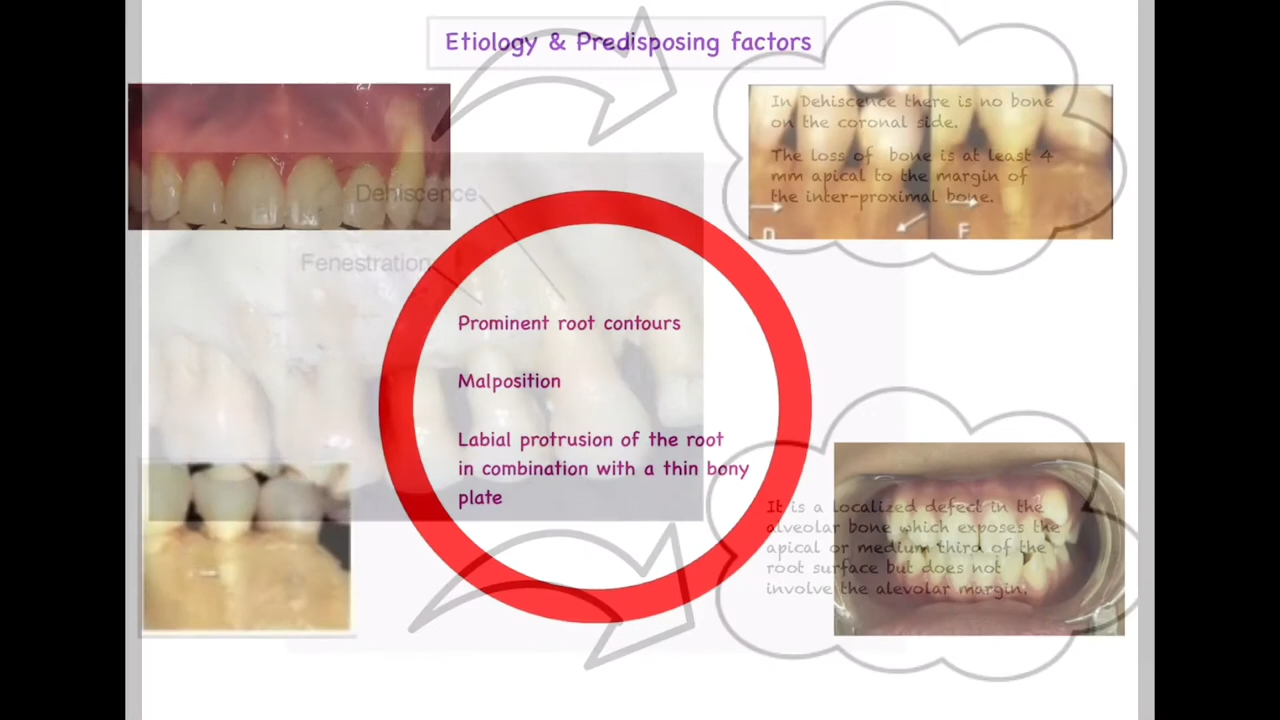 Etiology & Predisposing factors
In Dehiscence there is no bone
on the coronal side.
The loss of bone is at least 4
mm apical to the margin of
the inter-proximal bone.
D
F
Dehiscence
Fenestration
Prominent root contours
Malposition
Labial protrusion of the root
in combination with a thin bony
plate
It is a localized defect in the
alveolar bone which exposes the
apical or medium third of the
root surface but does not
involve the alevolar margin.